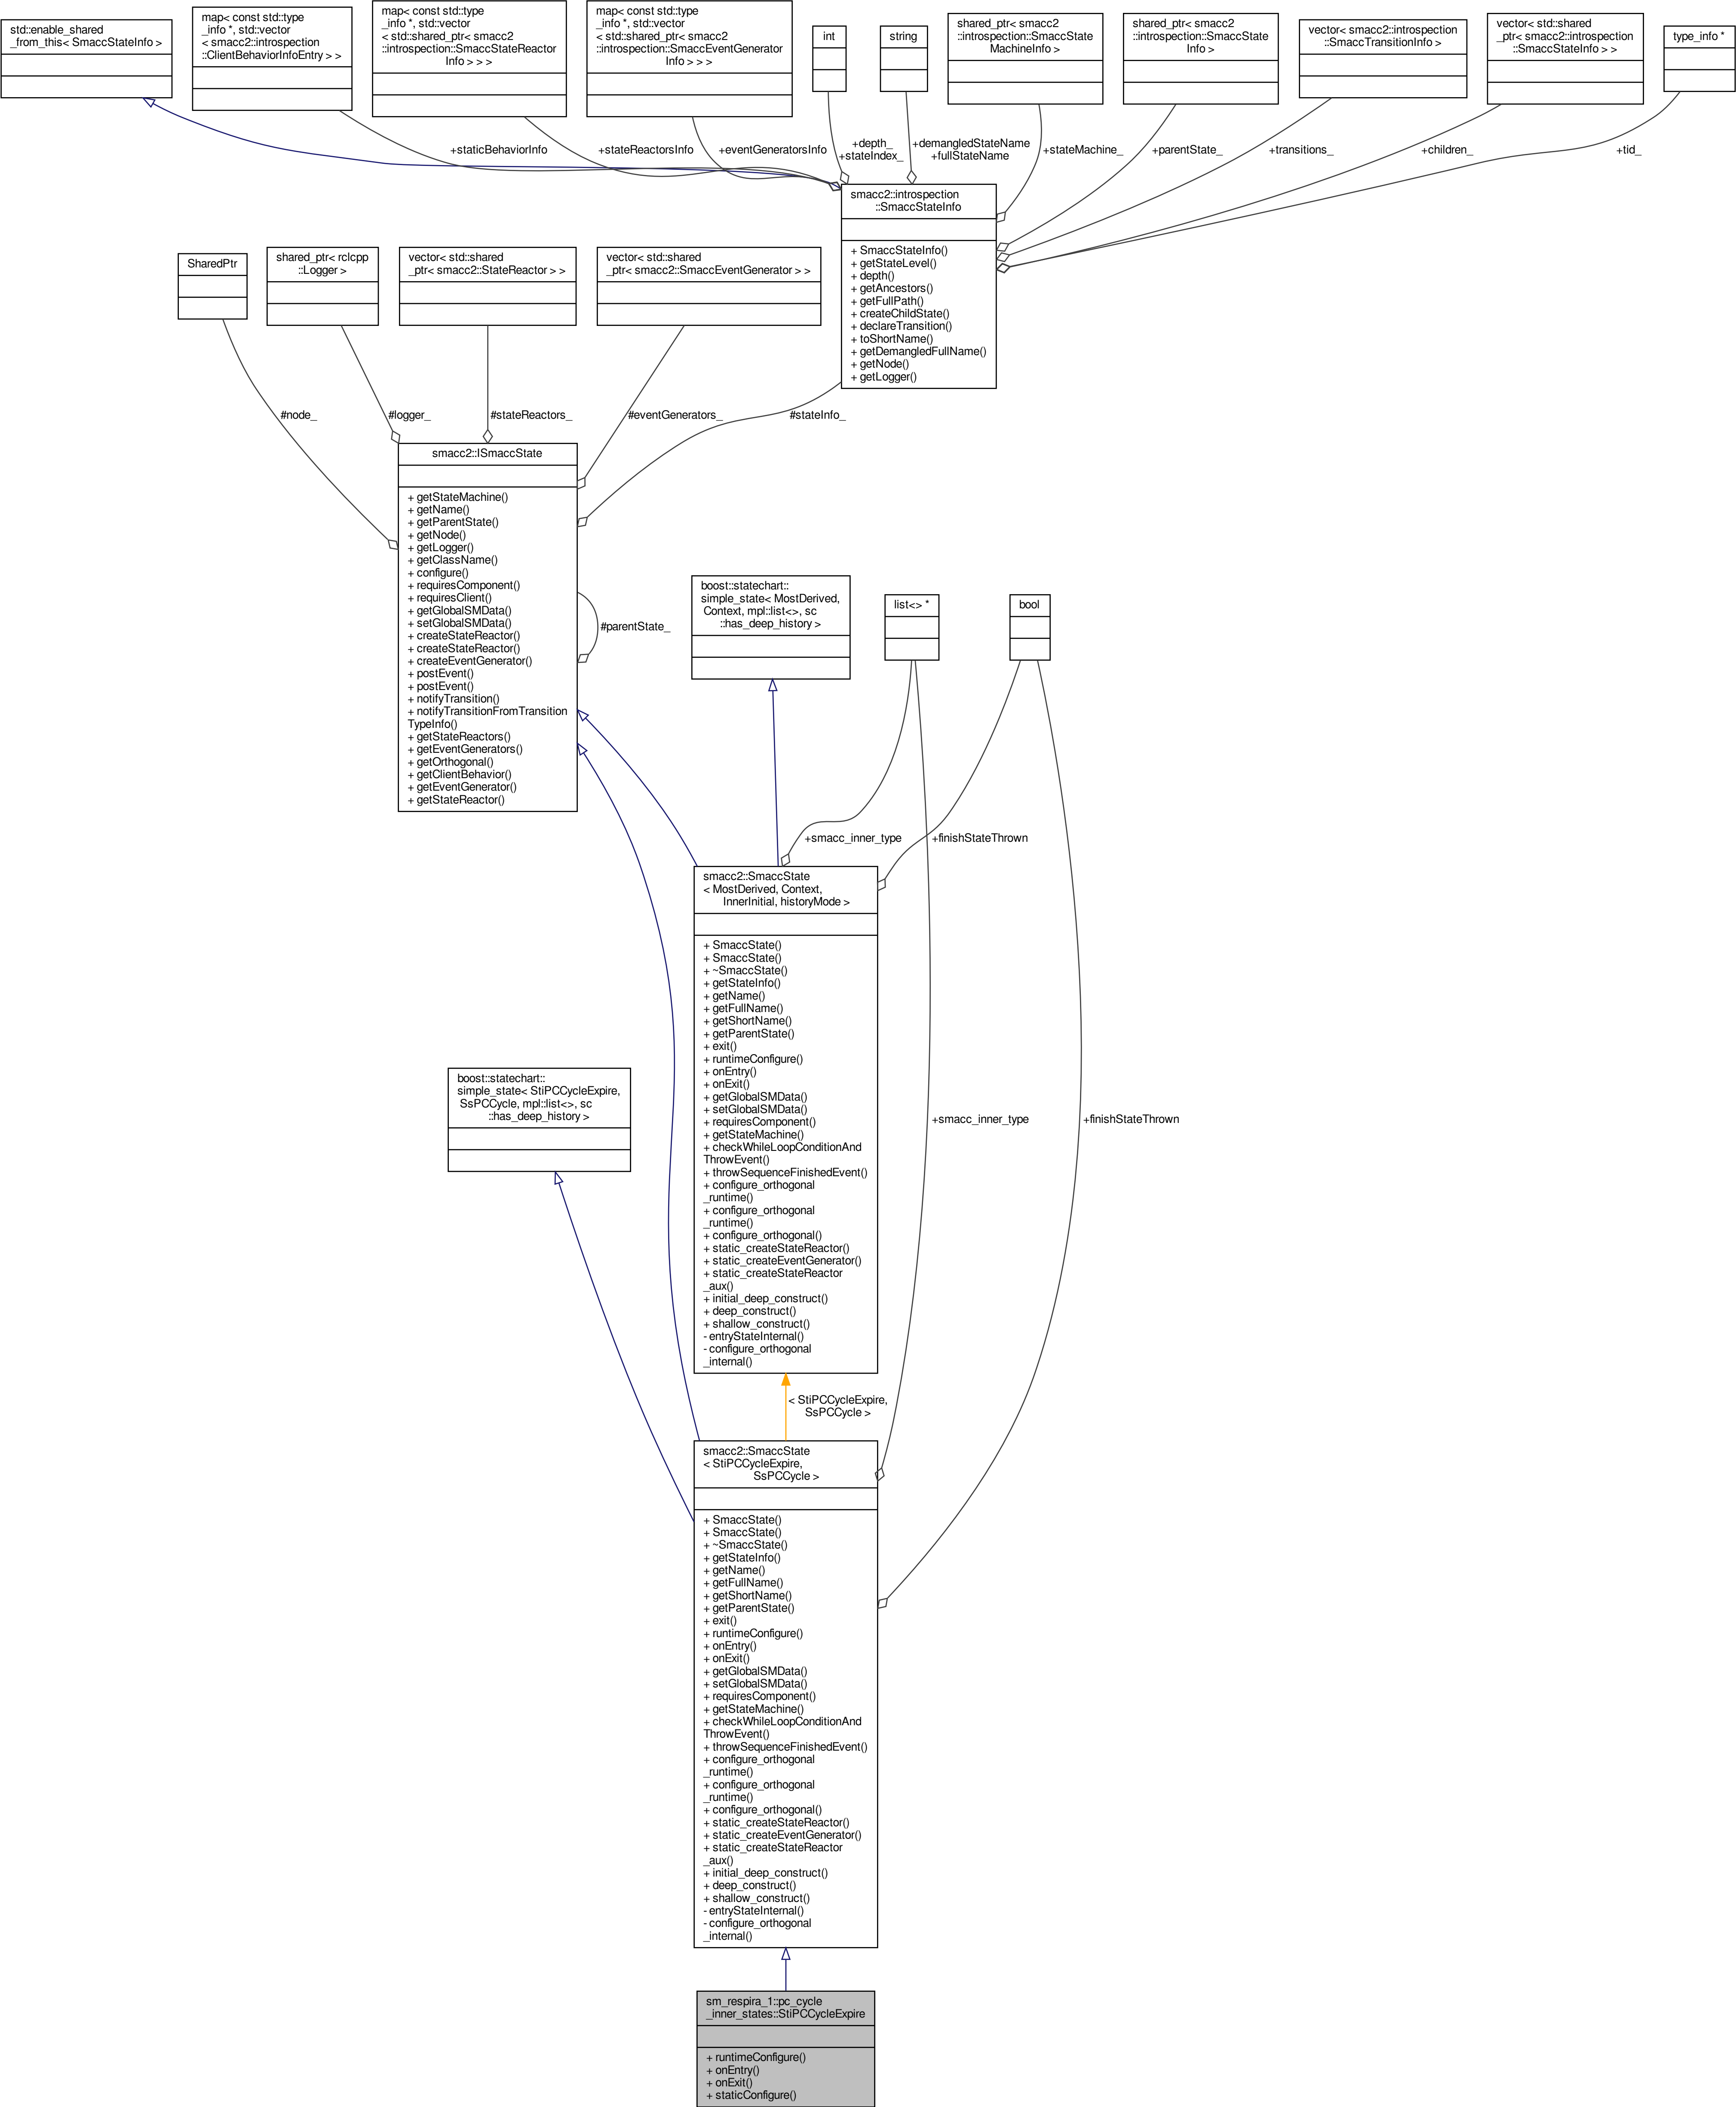 std::enable_shared
_from_this< SmaccStateInfo >
map< const std::type
_info *, std::vector
< smacc2::introspection
::ClientBehaviorInfoEntry > >
map< const std::type
_info *, std::vector
< std::shared_ptr< smacc2
::introspection::SmaccStateReactor
Info > > >
map< const std::type
_info *, std::vector
< std::shared_ptr< smacc2
::introspection::SmaccEventGenerator
Info > > >
int
string
shared_ptr< smacc2
::introspection::SmaccState
MachineInfo >
shared_ptr< smacc2
::introspection::SmaccState
Info >
vector< smacc2::introspection
::SmaccTransitionInfo >
vector< std::shared
_ptr< smacc2::introspection
::SmaccStateInfo > >
type_info *
+staticBehaviorInfo
+stateReactorsInfo
+eventGeneratorsInfo
+depth_
+stateIndex_
+demangledStateName
+fullStateName
+stateMachine_
+parentState_
+transitions_
+children_
+tid_
smacc2::introspection
::SmaccStateInfo
+ SmaccStateInfo()
+ getStateLevel()
+ depth()
+ getAncestors()
+ getFullPath()
+ createChildState()
+ declareTransition()
+ toShortName()
+ getDemangledFullName()
+ getNode()
+ getLogger()
SharedPtr
shared_ptr< rclcpp
::Logger >
vector< std::shared
_ptr< smacc2::StateReactor > >
vector< std::shared
_ptr< smacc2::SmaccEventGenerator > >
#node_
#logger_
#stateReactors_
#eventGenerators_
#stateInfo_
smacc2::ISmaccState
+ getStateMachine()
+ getName()
+ getParentState()
+ getNode()
+ getLogger()
+ getClassName()
+ configure()
+ requiresComponent()
+ requiresClient()
+ getGlobalSMData()
+ setGlobalSMData()
+ createStateReactor()
+ createStateReactor()
+ createEventGenerator()
+ postEvent()
+ postEvent()
+ notifyTransition()
+ notifyTransitionFromTransition
TypeInfo()
+ getStateReactors()
+ getEventGenerators()
+ getOrthogonal()
+ getClientBehavior()
+ getEventGenerator()
+ getStateReactor()
#parentState_
boost::statechart::
simple_state< MostDerived,
Context, mpl::list<>, sc
::has_deep_history >
list<> *
bool
+smacc_inner_type
+finishStateThrown
smacc2::SmaccState
< MostDerived, Context,
InnerInitial, historyMode >
+ SmaccState()
+ SmaccState()
+ ~SmaccState()
+ getStateInfo()
+ getName()
+ getFullName()
+ getShortName()
+ getParentState()
+ exit()
+ runtimeConfigure()
+ onEntry()
+ onExit()
+ getGlobalSMData()
+ setGlobalSMData()
+ requiresComponent()
+ getStateMachine()
+ checkWhileLoopConditionAnd
ThrowEvent()
+ throwSequenceFinishedEvent()
+ configure_orthogonal
_runtime()
+ configure_orthogonal
_runtime()
+ configure_orthogonal()
+ static_createStateReactor()
+ static_createEventGenerator()
+ static_createStateReactor
_aux()
+ initial_deep_construct()
+ deep_construct()
+ shallow_construct()
- entryStateInternal()
- configure_orthogonal
_internal()
boost::statechart::
simple_state< StiPCCycleExpire,
SsPCCycle, mpl::list<>, sc
::has_deep_history >
+smacc_inner_type
+finishStateThrown
< StiPCCycleExpire,
SsPCCycle >
smacc2::SmaccState
< StiPCCycleExpire,
SsPCCycle >
+ SmaccState()
+ SmaccState()
+ ~SmaccState()
+ getStateInfo()
+ getName()
+ getFullName()
+ getShortName()
+ getParentState()
+ exit()
+ runtimeConfigure()
+ onEntry()
+ onExit()
+ getGlobalSMData()
+ setGlobalSMData()
+ requiresComponent()
+ getStateMachine()
+ checkWhileLoopConditionAnd
ThrowEvent()
+ throwSequenceFinishedEvent()
+ configure_orthogonal
_runtime()
+ configure_orthogonal
_runtime()
+ configure_orthogonal()
+ static_createStateReactor()
+ static_createEventGenerator()
+ static_createStateReactor
_aux()
+ initial_deep_construct()
+ deep_construct()
+ shallow_construct()
- entryStateInternal()
- configure_orthogonal
_internal()
sm_respira_1::pc_cycle
_inner_states::StiPCCycleExpire
+ runtimeConfigure()
+ onEntry()
+ onExit()
+ staticConfigure()